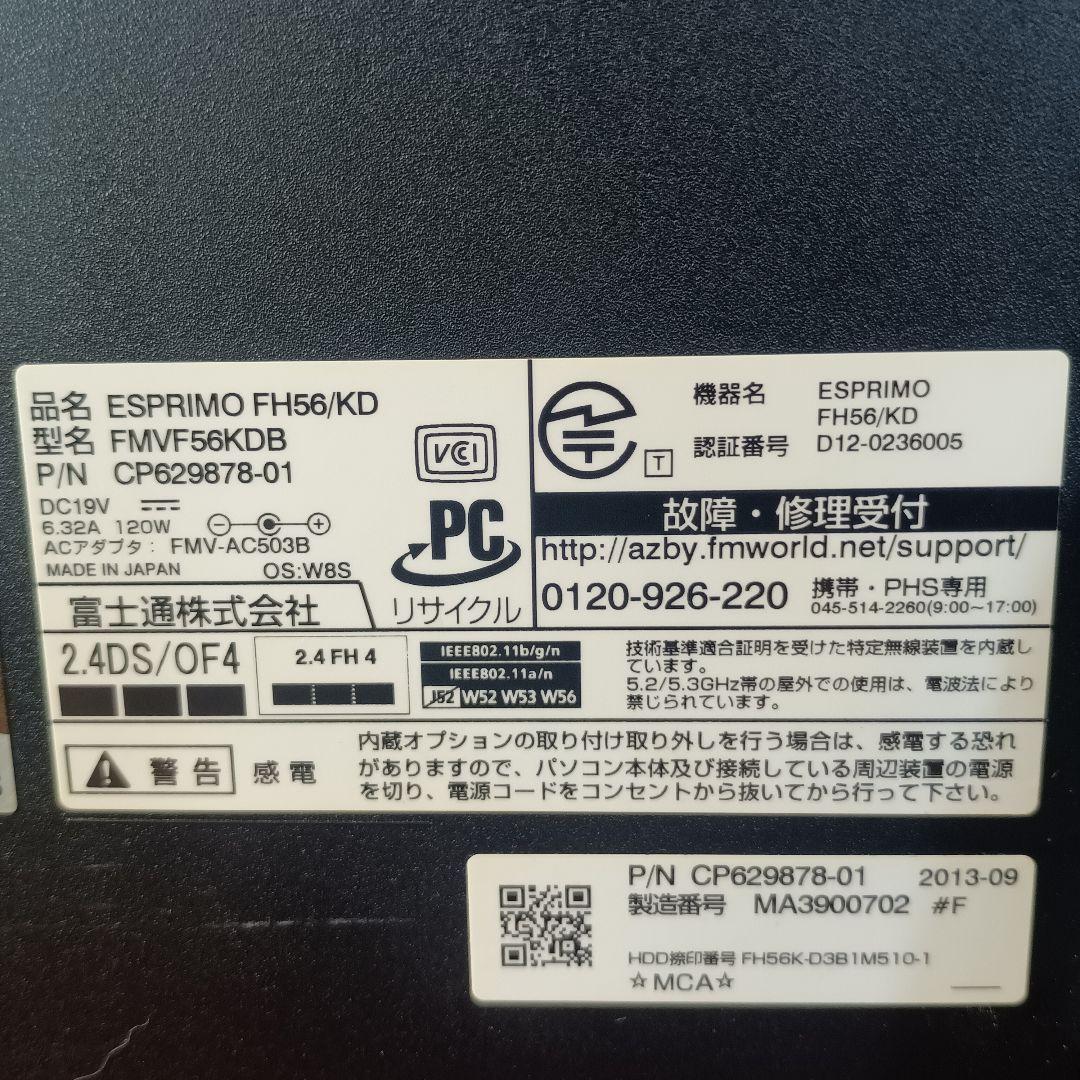 品名 ESPRIMO FH56/KD
型名 FMVF56KDB
P/N CP629878-01
DC19V
6.32A 120W
ACアダプタ： FMV-AC503B
MADE IN JAPAN OS:W8S
富士通株式会社
VCCI
PC
リサイクル
T
機器名 ESPRIMO
FH56/KD
認証番号 D12-0236005
故障・修理受付
http://azby.fmworld.net/support/
0120-926-220 携帯・PHS専用
045-514-2260(9:00~17:00)
2.4DS/OF4
2.4 FH 4
IEEE802.11b/g/n
IEEE802.11a/n
J52 W52 W53 W56
技術基準適合証明を受けた特定無線装置を内蔵し
ています。
5.2/5.3GHz帯の屋外での使用は、電波法により
禁じられています。
警告 感電
内蔵オプションの取り付け取り外しを行う場合は、感電する恐れ
がありますので、パソコン本体及び接続している周辺装置の電源
を切り、電源コードをコンセントから抜いてから行って下さい。
P/N CP629878-01 2013-09
製造番号 MA3900702 #F
HDD捺印番号 FH56K-D3B1M510-1
☆MCA☆